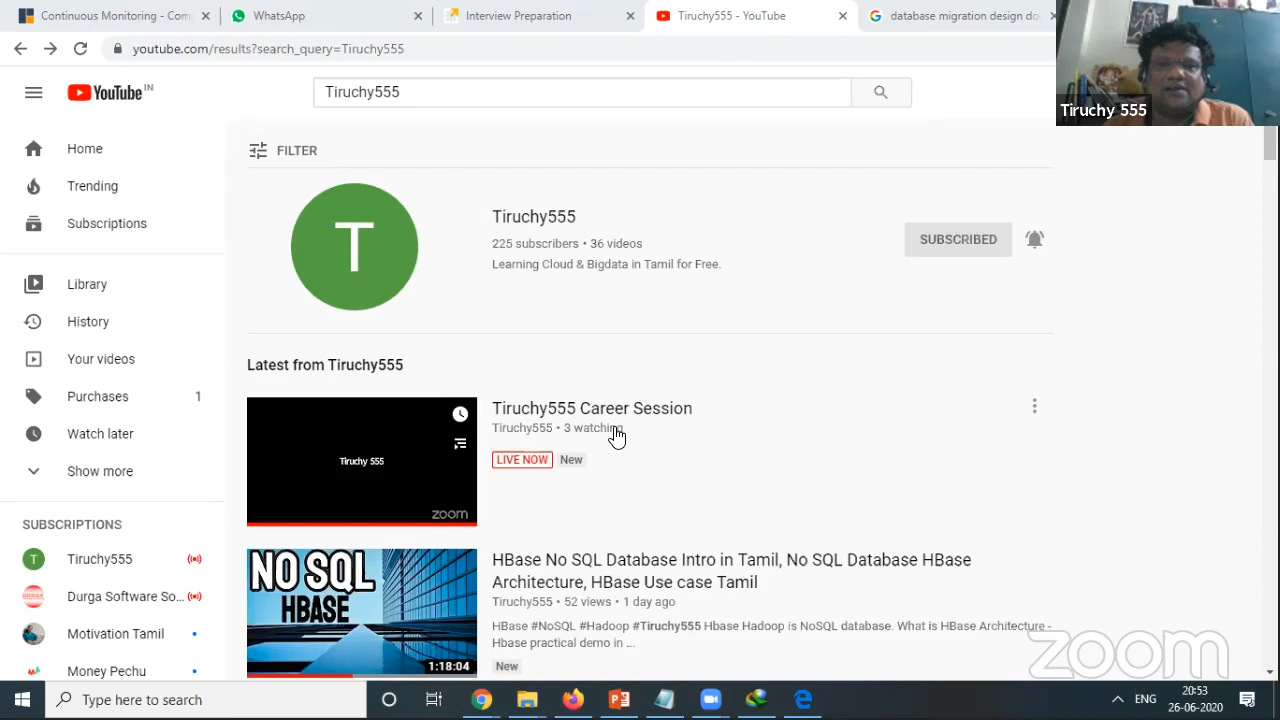 Continuous Monitoring - Com
WhatsApp
Interview Preparation
Tiruchy555 - YouTube
database migration design do
youtube.com/results?search_query=Tiruchy555
YouTube IN
Tiruchy555
Tiruchy 555
Home
Trending
Subscriptions
Library
History
Your videos
Purchases 1
Watch later
Show more
SUBSCRIPTIONS
Tiruchy555
Durga Software So...
Motivation Tamil
Money Pechu
FILTER
T
Tiruchy555
225 subscribers • 36 videos
Learning Cloud & Bigdata in Tamil for Free.
SUBSCRIBED
Latest from Tiruchy555
Tiruchy 555
zoom
Tiruchy555 Career Session
Tiruchy555 • 3 watching
LIVE NOW New
NO SQL
HBASE
1:18:04
HBase No SQL Database Intro in Tamil, No SQL Database HBase
Architecture, HBase Use case Tamil
Tiruchy555 • 52 views • 1 day ago
HBase #NoSQL #Hadoop #Tiruchy555 Hbase Hadoop is NoSQL database. What is HBase Architecture -
Hbase practical demo in ...
New
zoom
Type here to search
ENG
20:53
26-06-2020